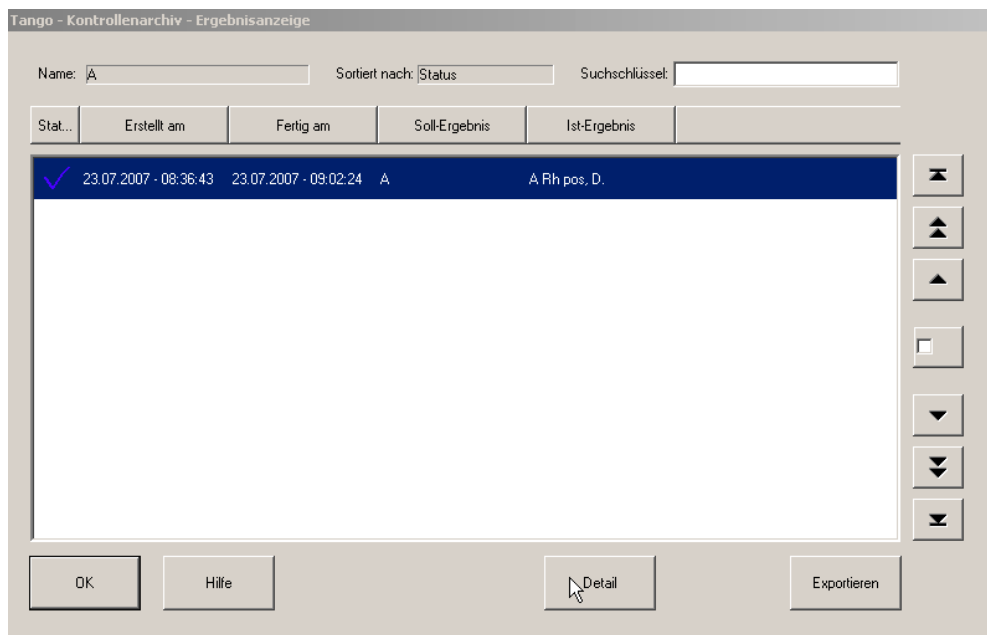 Tango - Kontrollenarchiv - Ergebnisanzeige
Name: A Sortiert nach: Status Suchschlüssel:
Stat... Erstellt am Fertig am Soll-Ergebnis Ist-Ergebnis
23.07.2007 - 08:36:43 23.07.2007 - 09:02:24 A A Rh pos, D.
OK Hilfe Detail Exportieren